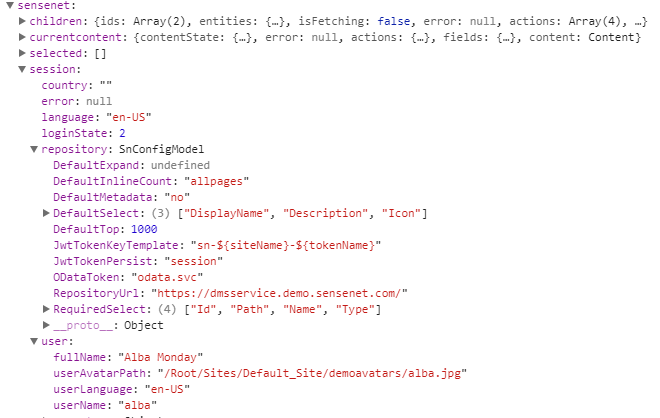 ▼ sensenet:
▶ children: {ids: Array(2), entities: {…}, isFetching: false, error: null, actions: Array(4), …}
▶ currentcontent: {contentState: {…}, error: null, actions: {…}, fields: {…}, content: Content}
▶ selected: []
▼ session:
country: ""
error: null
language: "en-US"
loginState: 2
▼ repository: SnConfigModel
DefaultExpand: undefined
DefaultInlineCount: "allpages"
DefaultMetadata: "no"
▶ DefaultSelect: (3) ["DisplayName", "Description", "Icon"]
DefaultTop: 1000
JwtTokenKeyTemplate: "sn-${siteName}-${tokenName}"
JwtTokenPersist: "session"
ODataToken: "odata.svc"
RepositoryUrl: "https://dmsservice.demo.sensenet.com/"
▶ RequiredSelect: (4) ["Id", "Path", "Name", "Type"]
▶ __proto__: Object
▼ user:
fullName: "Alba Monday"
userAvatarPath: "/Root/Sites/Default_Site/demoavatars/alba.jpg"
userLanguage: "en-US"
userName: "alba"